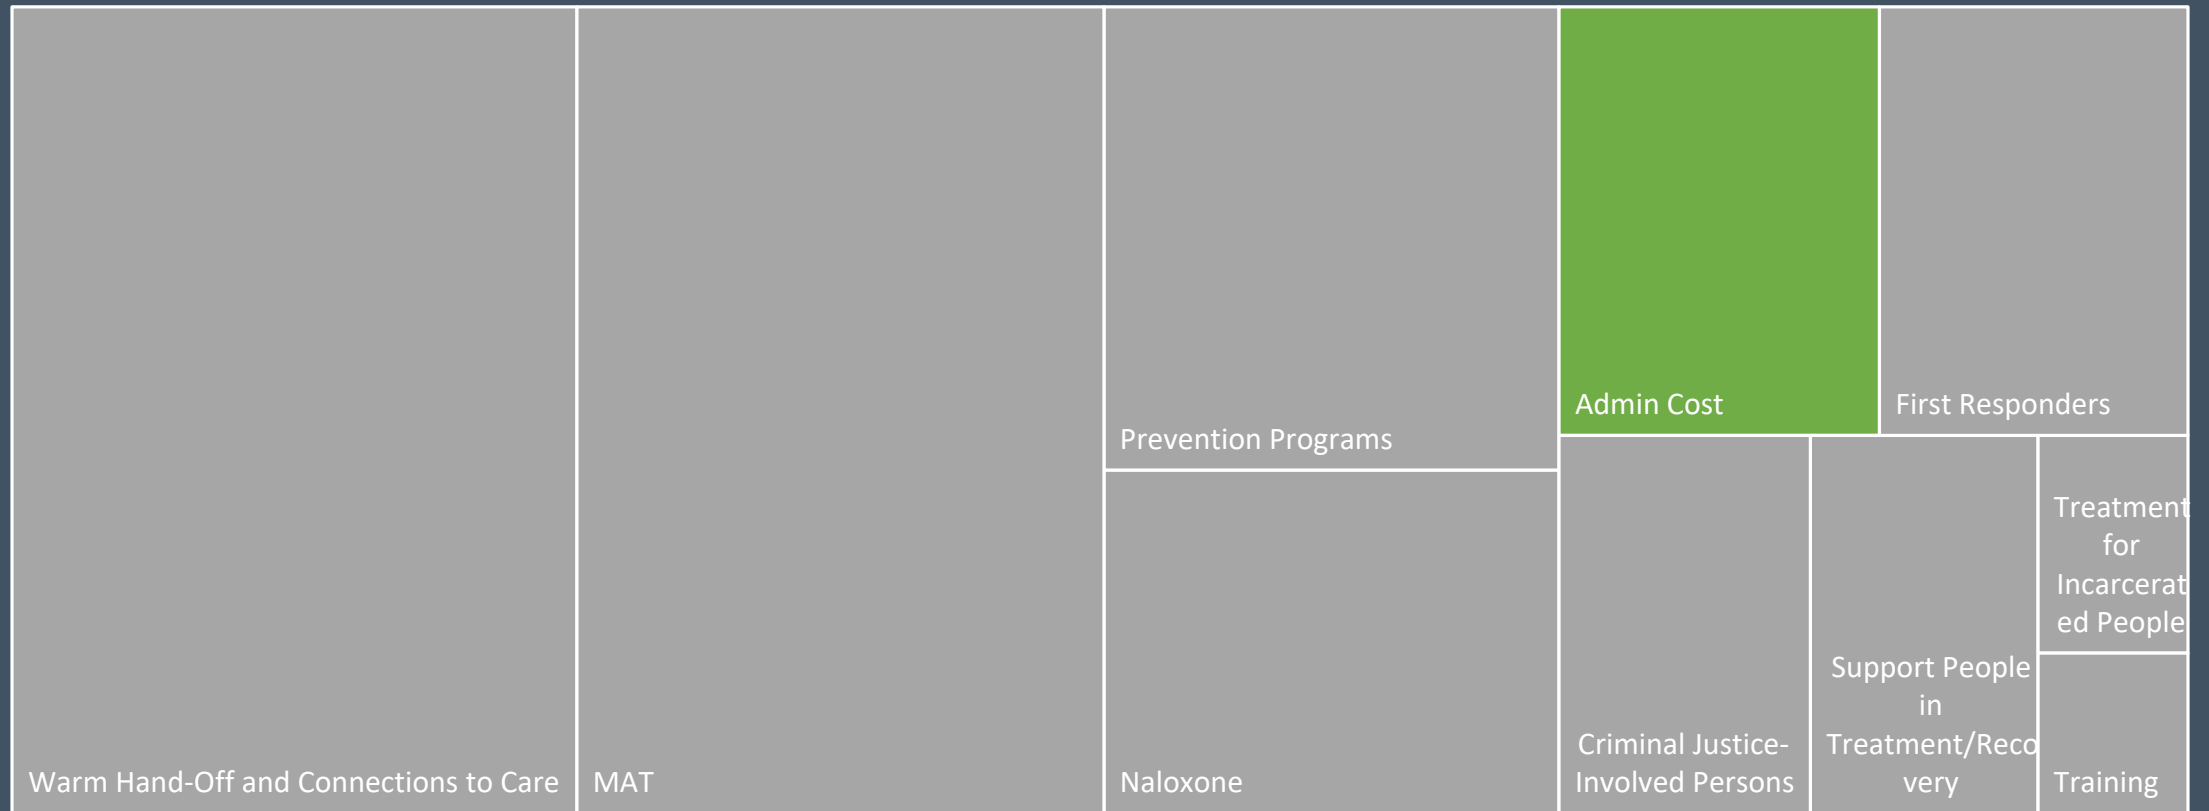 Warm Hand-Off and Connections to Care
MAT
Prevention Programs
Naloxone
Admin Cost
First Responders
Criminal Justice-
Involved Persons
Support People
in
Treatment/Reco
very
Treatment
for
Incarcerat
ed People
Training